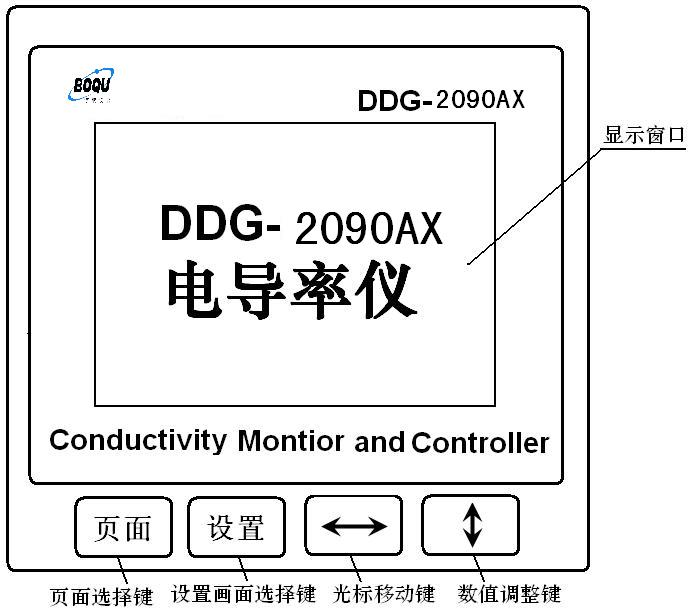 BOQU
DDG-2090AX
显示窗口
DDG- 2090AX
电导率仪
Conductivity Montior and Controller
页面 设置
页面选择键 设置画面选择键 光标移动键 数值调整键